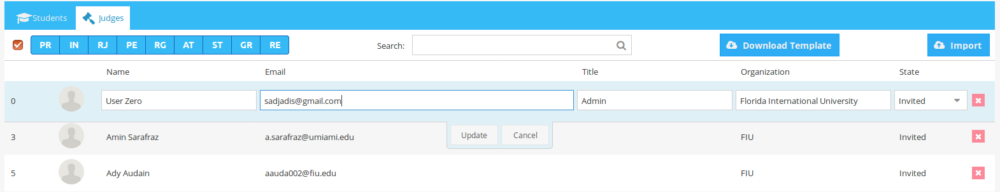 Students Judges
PR IN RJ PE RG AT ST GR RE Search: Download Template Import
Name Email Title Organization State
0 User Zero sadjadis@gmail.com Admin Florida International University Invited
3 Amin Sarafraz a.sarafraz@umiami.edu FIU Invited
Update Cancel
5 Ady Audain aauda002@fiu.edu FIU Invited